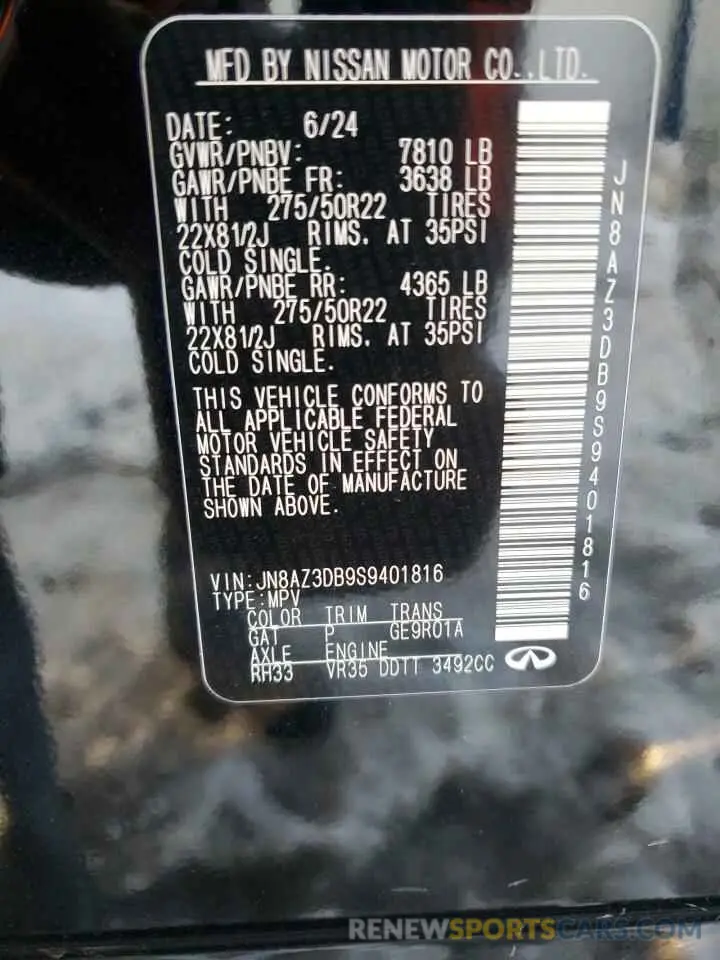 MFD BY NISSAN MOTOR CO.,LTD.
DATE: 6/24
GVWR/PNBV: 7810 LB
GAWR/PNBE FR: 3638 LB
WITH 275/50R22 TIRES
22X81/2J RIMS. AT 35PSI
COLD SINGLE.
GAWR/PNBE RR: 4365 LB
WITH 275/50R22 TIRES
22X81/2J RIMS. AT 35PSI
COLD SINGLE.
THIS VEHICLE CONFORMS TO
ALL APPLICABLE FEDERAL
MOTOR VEHICLE SAFETY
STANDARDS IN EFFECT ON
THE DATE OF MANUFACTURE
SHOWN ABOVE.
VIN:JN8AZ3DB9S9401816
TYPE:MPV
COLOR TRIM TRANS
GAT P GE9R01A
AXLE ENGINE
RH33 VR35 DDTT 3492CC
JN8AZ3DB9S9401816
RENEWSPORTSCARS.COM